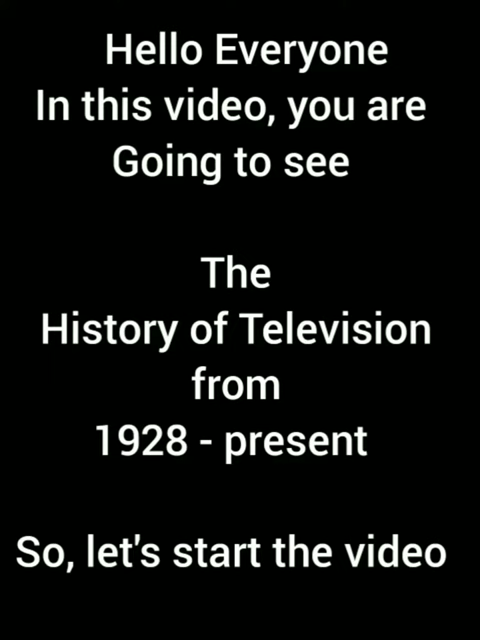 Hello Everyone
In this video, you are
Going to see
The
History of Television
from
1928 - present
So, let's start the video